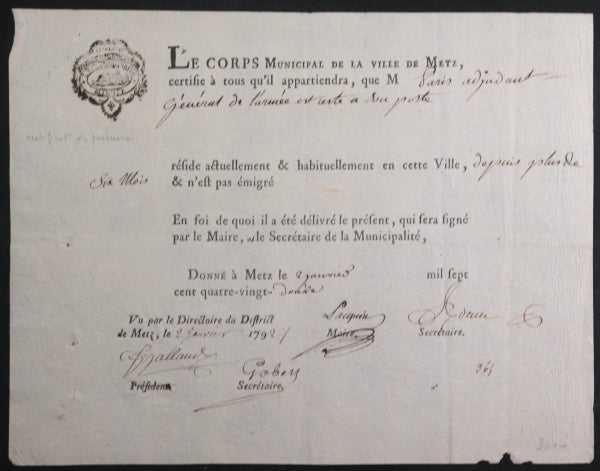 LE CORPS MUNICIPAL DE LA VILLE DE METZ,
certifie à tous qu'il appartiendra, que M Paris adjudant
Général de l'armée est resté a son poste
réside actuellement & habituellement en cette Ville, depuis plus de
Six Mois & n'est pas émigré
En foi de quoi il a été délivré le présent, qui sera signé
par le Maire, & le Secrétaire de la Municipalité,
DONNÉ à METZ le 2 janvier mil sept
cent quatre-vingt-douze
VU par le Directoire du District
de Metz, le 2 Janvier 1792
Maire. Secrétaire.
Président Secrétaire.